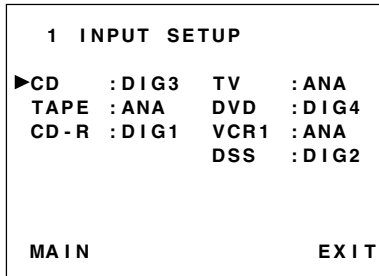 1 INPUT SETUP
►CD :DIG3 TV :ANA
TAPE :ANA DVD :DIG4
CD-R :DIG1 VCR1 :ANA
DSS :DIG2
MAIN EXIT